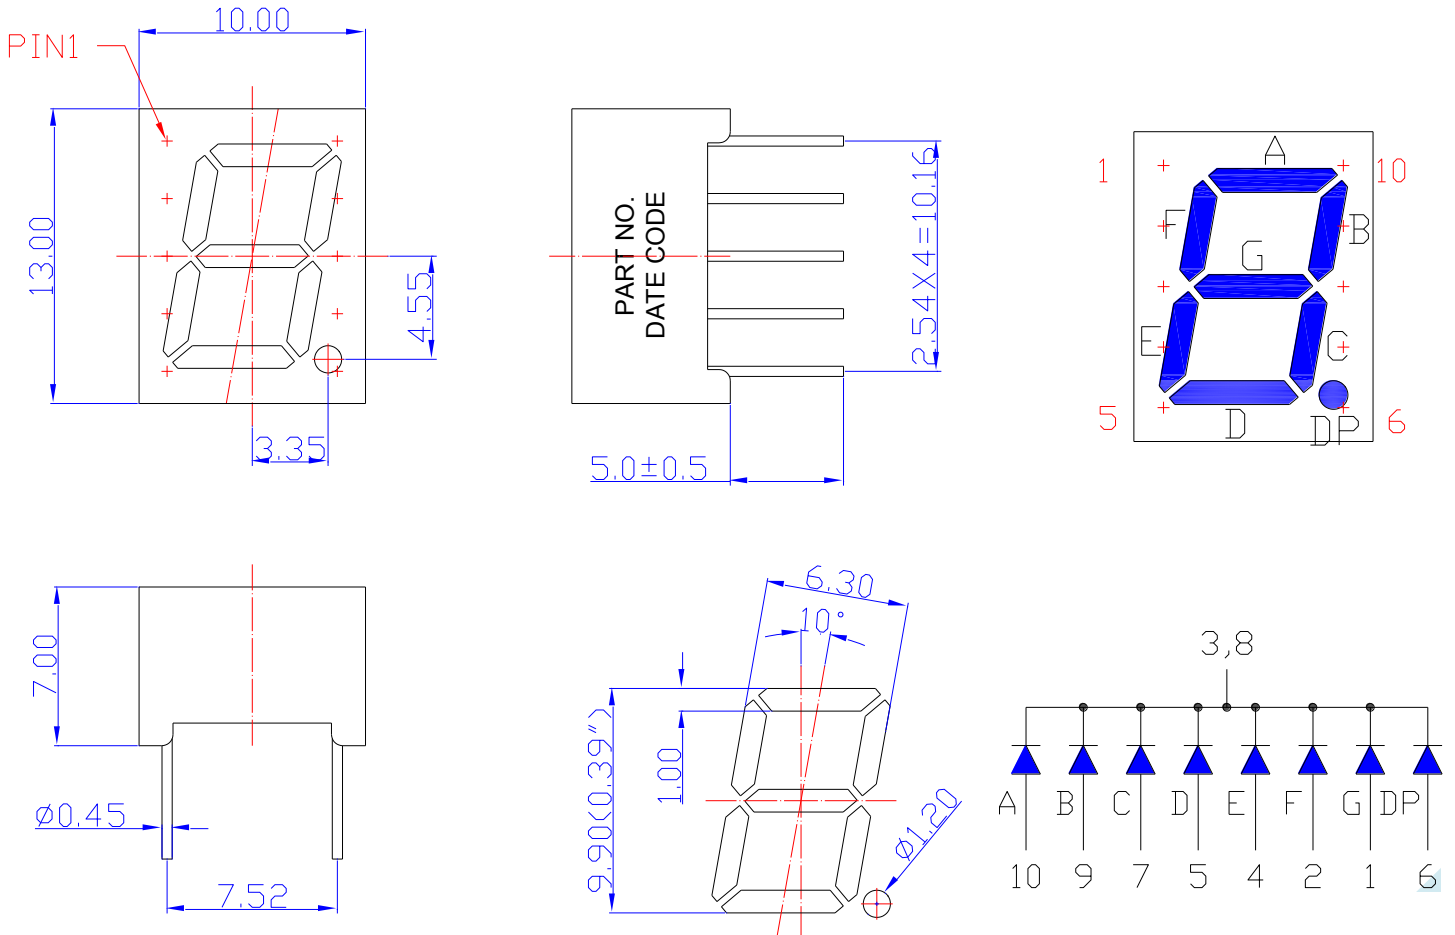 PIN1
10.00
13.00
4.55
3.35
PART NO.
DATE CODE
2.54X4=10.16
5.0±0.5
1
10
A
F
B
G
E
C
5
6
D
DP
7.00
Ø0.45
7.52
6.30
10°
9.90(0.39")
1.00
Ø1.20
3,8
A B C D E F G DP
10 9 7 5 4 2 1 6